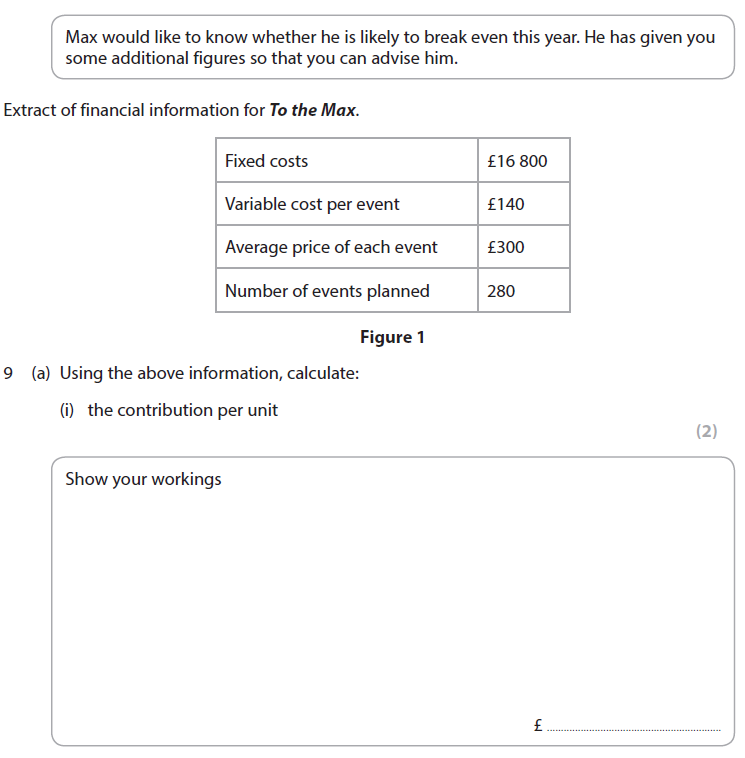 Max would like to know whether he is likely to break even this year. He has given you
some additional figures so that you can advise him.
Extract of financial information for To the Max.
Fixed costs £16 800
Variable cost per event £140
Average price of each event £300
Number of events planned 280
Figure 1
9 (a) Using the above information, calculate:
(i) the contribution per unit
(2)
Show your workings
£ ................................................................